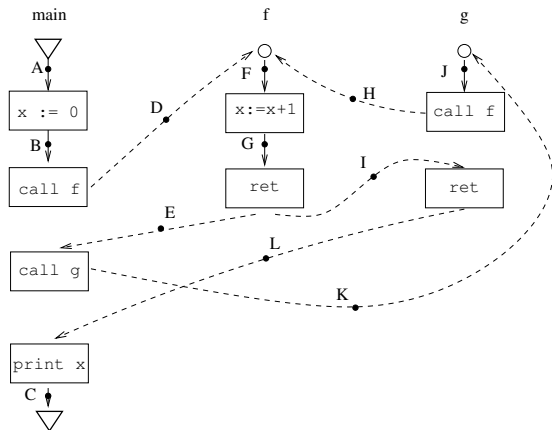 main f g
A F J
x := 0 D x:=x+1 H call f
B G
call f ret I ret
E
L
call g
K
print x
C